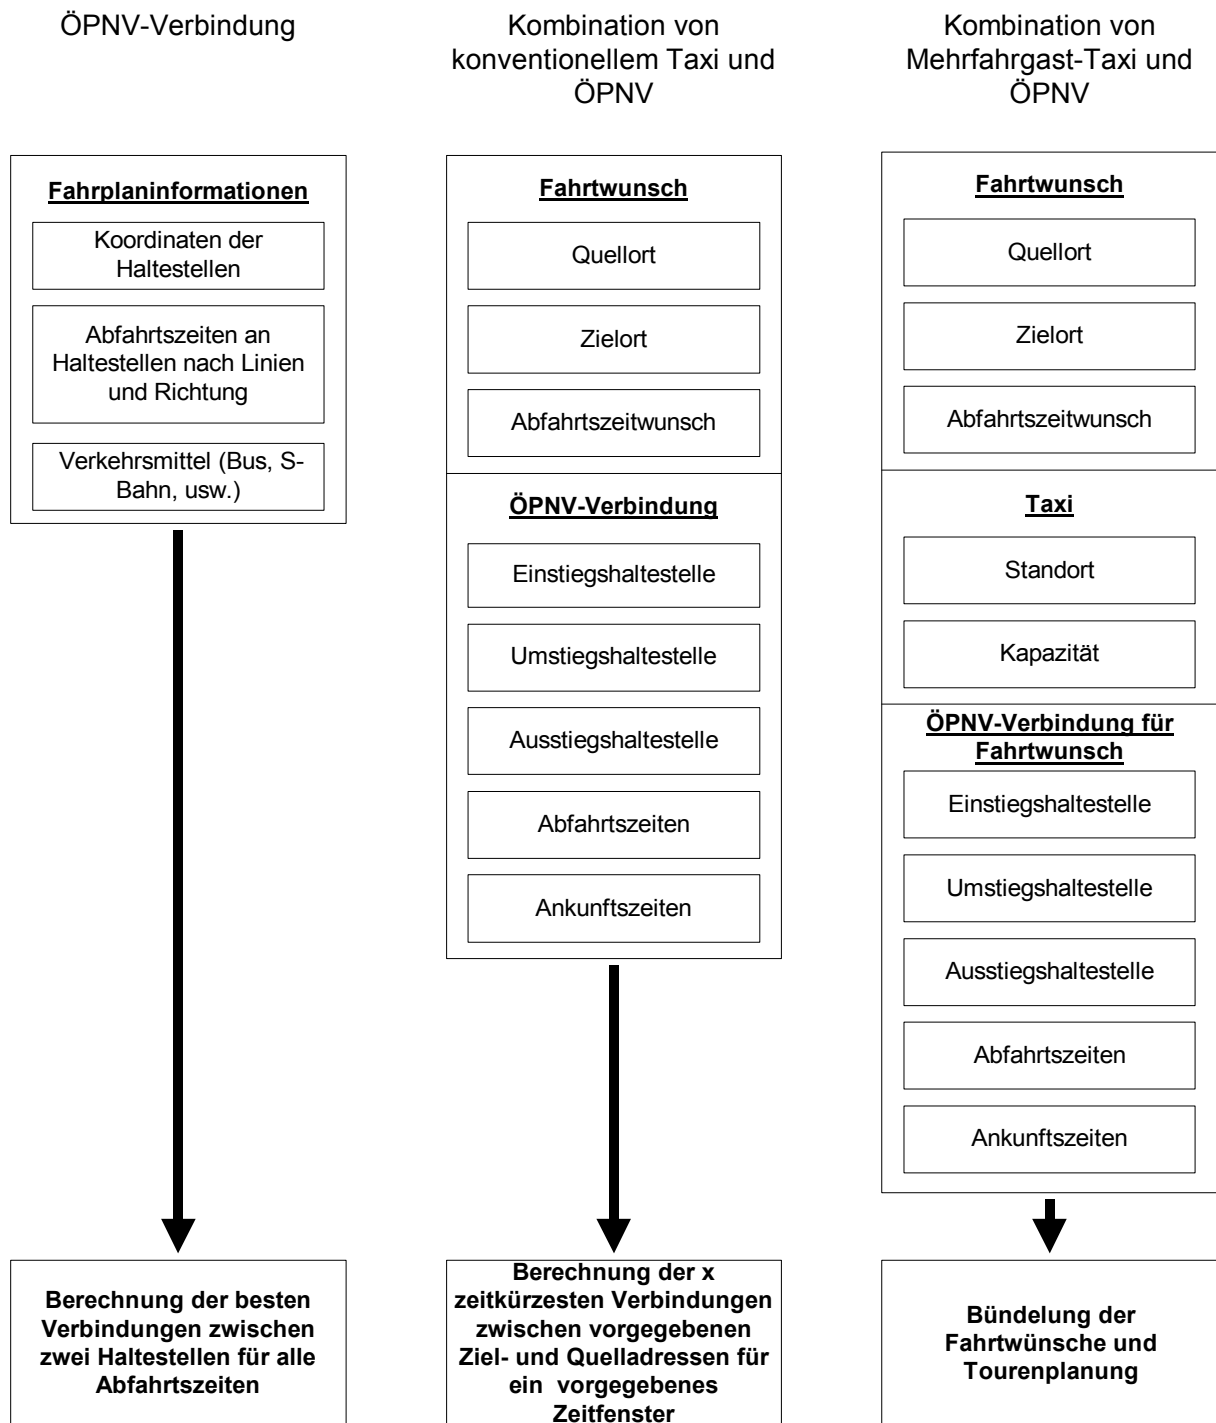 ÖPNV-Verbindung
Fahrplaninformationen
Koordinaten der
Haltestellen
Abfahrtszeiten an
Haltestellen nach Linien
und Richtung
Verkehrsmittel (Bus, S-
Bahn, usw.)
Berechnung der besten
Verbindungen zwischen
zwei Haltestellen für alle
Abfahrtszeiten
Kombination von
konventionellem Taxi und
ÖPNV
Fahrtwunsch
Quellort
Zielort
Abfahrtszeitwunsch
ÖPNV-Verbindung
Einstiegshaltestelle
Umstiegshaltestelle
Ausstiegshaltestelle
Abfahrtszeiten
Ankunftszeiten
Berechnung der x
zeitkürzesten Verbindungen
zwischen vorgegebenen
Ziel- und Quelladressen für
ein vorgegebenes
Zeitfenster
Kombination von
Mehrfahrgast-Taxi und
ÖPNV
Fahrtwunsch
Quellort
Zielort
Abfahrtszeitwunsch
Taxi
Standort
Kapazität
ÖPNV-Verbindung für
Fahrtwunsch
Einstiegshaltestelle
Umstiegshaltestelle
Ausstiegshaltestelle
Abfahrtszeiten
Ankunftszeiten
Bündelung der
Fahrtwünsche und
Tourenplanung